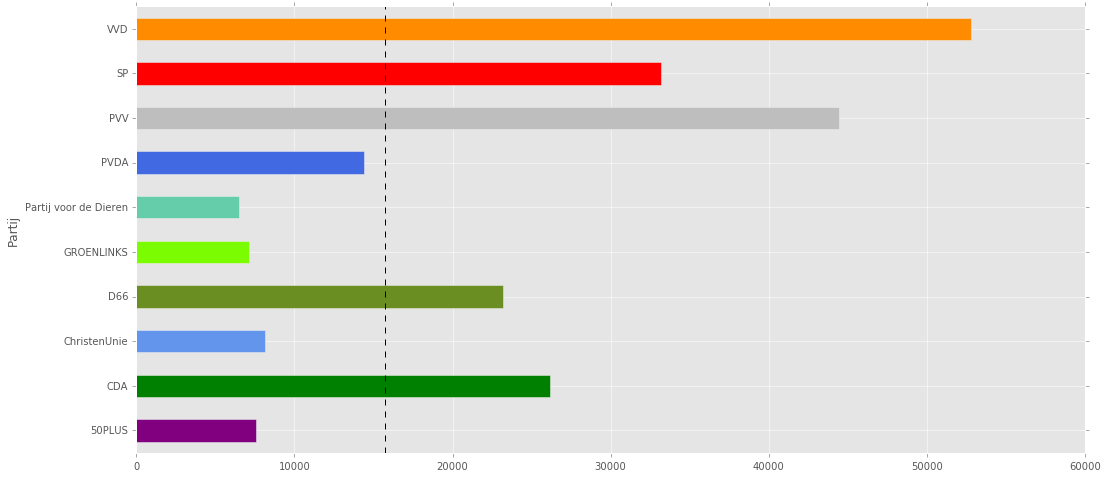 VVD
SP
PVV
PVDA
Partij voor de Dieren
GROENLINKS
D66
ChristenUnie
CDA
50PLUS
Partij
0 10000 20000 30000 40000 50000 60000